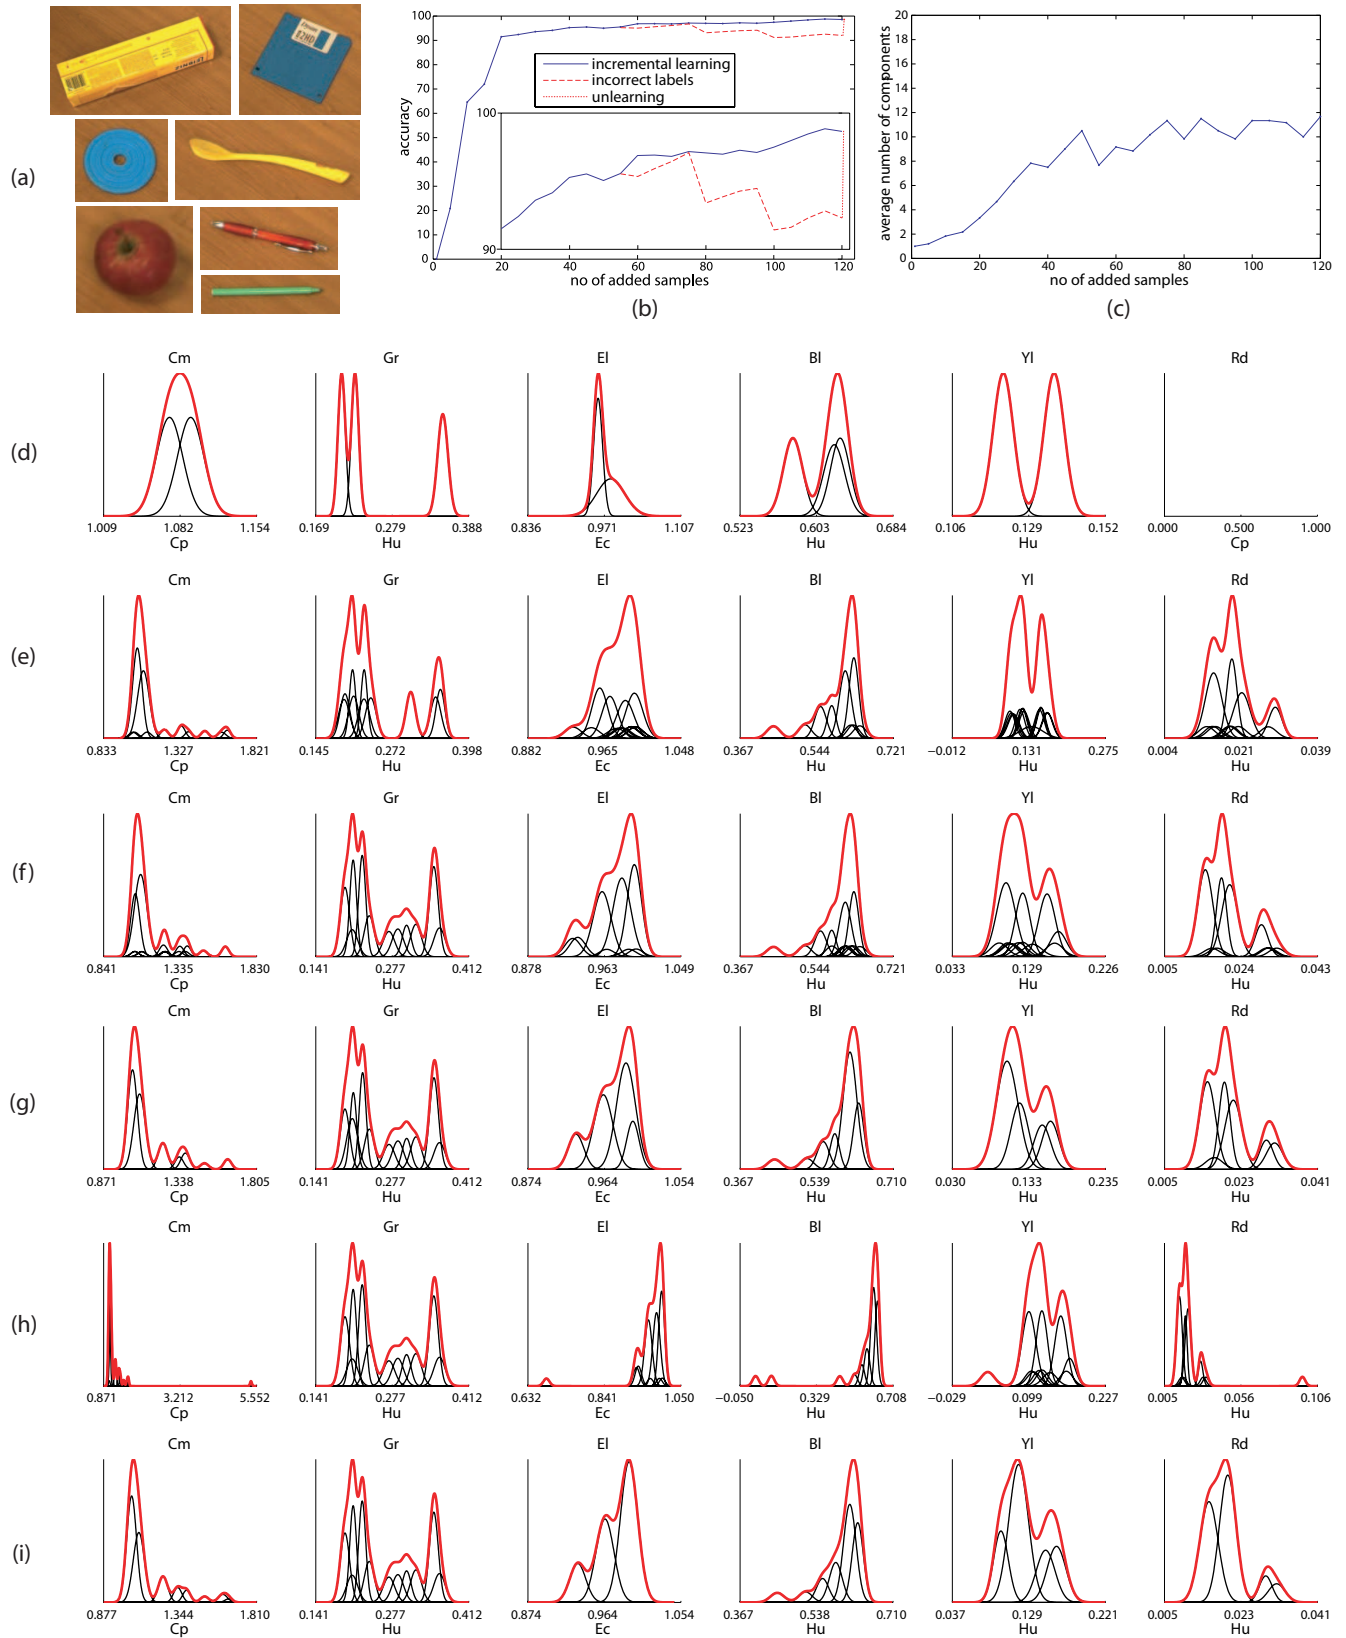 (a)
100
90
80
70
60
50
40
30
20
10
0
accuracy
incremental learning
incorrect labels
unlearning
100
90
0 20 40 60 80 100 120
no of added samples
(b)
20
18
16
14
12
10
8
6
4
2
0
average number of components
0 20 40 60 80 100 120
no of added samples
(c)
(d)
Cm Gr El Bl Yl Rd
1.009 1.082 1.154 0.169 0.279 0.388 0.836 0.971 1.107 0.523 0.603 0.684 0.106 0.129 0.152 0.000 0.500 1.000
Cp Hu Ec Hu Hu Cp
(e)
Cm Gr El Bl Yl Rd
0.833 1.327 1.821 0.145 0.272 0.398 0.882 0.965 1.048 0.367 0.544 0.721 −0.012 0.131 0.275 0.004 0.021 0.039
Cp Hu Ec Hu Hu Hu
(f)
Cm Gr El Bl Yl Rd
0.841 1.335 1.830 0.141 0.277 0.412 0.878 0.963 1.049 0.367 0.544 0.721 0.033 0.129 0.226 0.005 0.024 0.043
Cp Hu Ec Hu Hu Hu
(g)
Cm Gr El Bl Yl Rd
0.871 1.338 1.805 0.141 0.277 0.412 0.874 0.964 1.054 0.367 0.539 0.710 0.030 0.133 0.235 0.005 0.023 0.041
Cp Hu Ec Hu Hu Hu
(h)
Cm Gr El Bl Yl Rd
0.871 3.212 5.552 0.141 0.277 0.412 0.632 0.841 1.050 −0.050 0.329 0.708 −0.029 0.099 0.227 0.005 0.056 0.106
Cp Hu Ec Hu Hu Hu
(i)
Cm Gr El Bl Yl Rd
0.877 1.344 1.810 0.141 0.277 0.412 0.874 0.964 1.054 0.367 0.538 0.710 0.037 0.129 0.221 0.005 0.023 0.041
Cp Hu Ec Hu Hu Hu